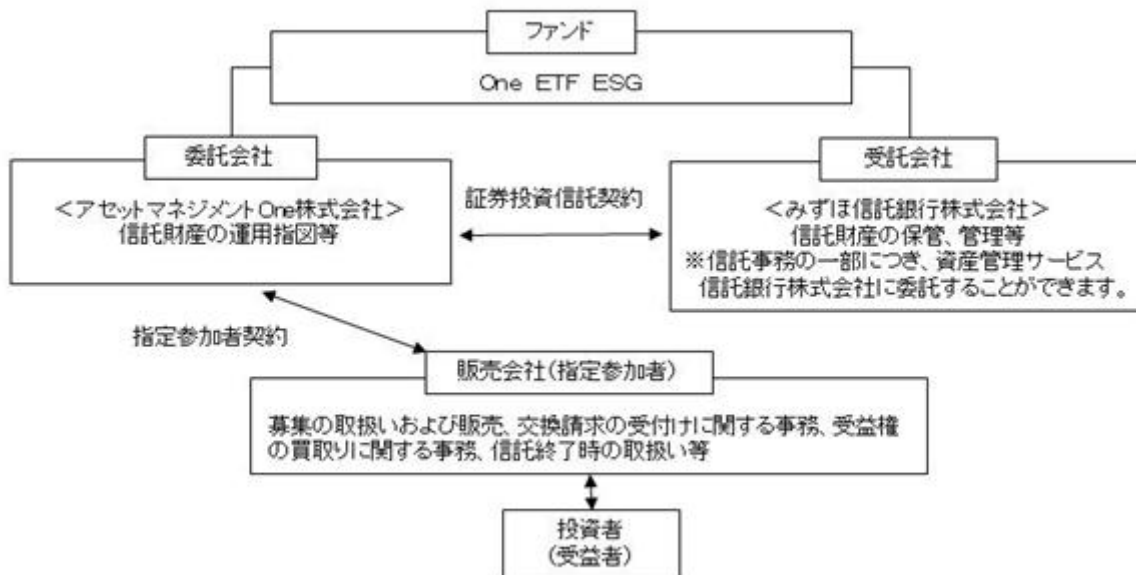 ファンド
One ETF ESG
委託会社
<アセットマネジメントOne株式会社>
信託財産の運用指図等
証券投資信託契約
受託会社
<みずほ信託銀行株式会社>
信託財産の保管、管理等
※信託事務の一部につき、資産管理サービス
信託銀行株式会社に委託することができます。
指定参加者契約
販売会社(指定参加者)
募集の取扱いおよび販売、交換請求の受付けに関する事務、受益権
の買取りに関する事務、信託終了時の取扱い等
投資者
(受益者)